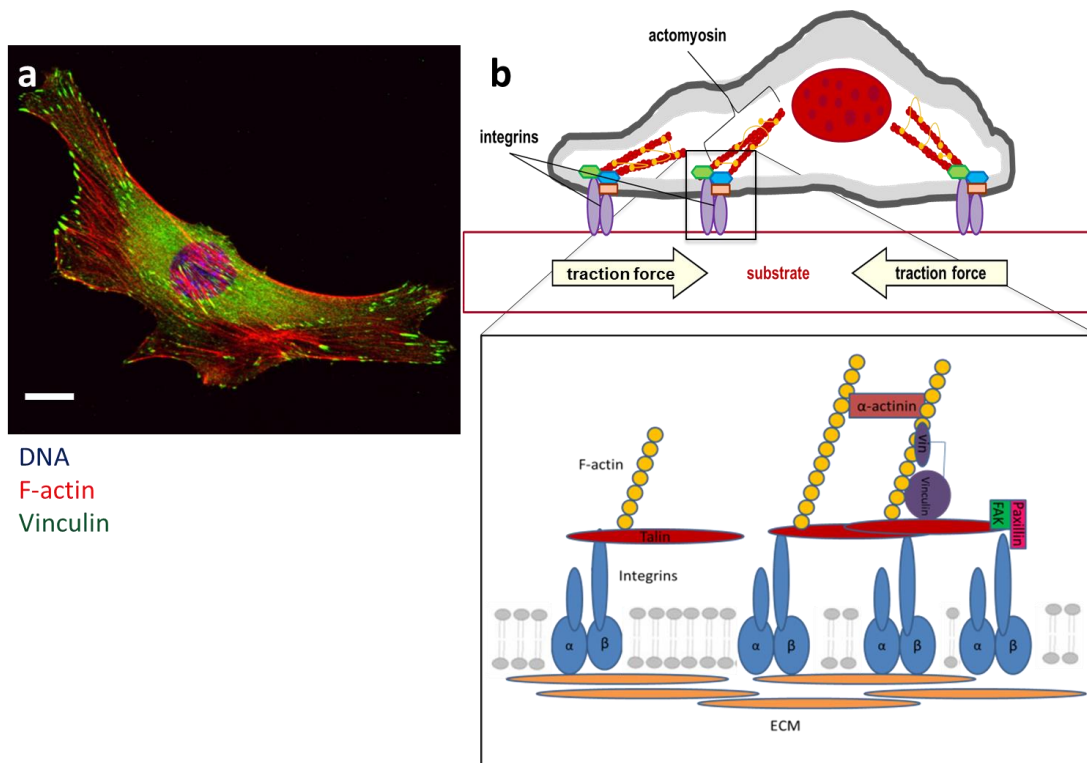 a
DNA
F-actin
Vinculin
b
actomyosin
integrins
traction force
substrate
traction force
α-actinin
vin
F-actin
Vinculin
FAK
Paxillin
Talin
Integrins
α
β
α
β
α
β
α
β
ECM